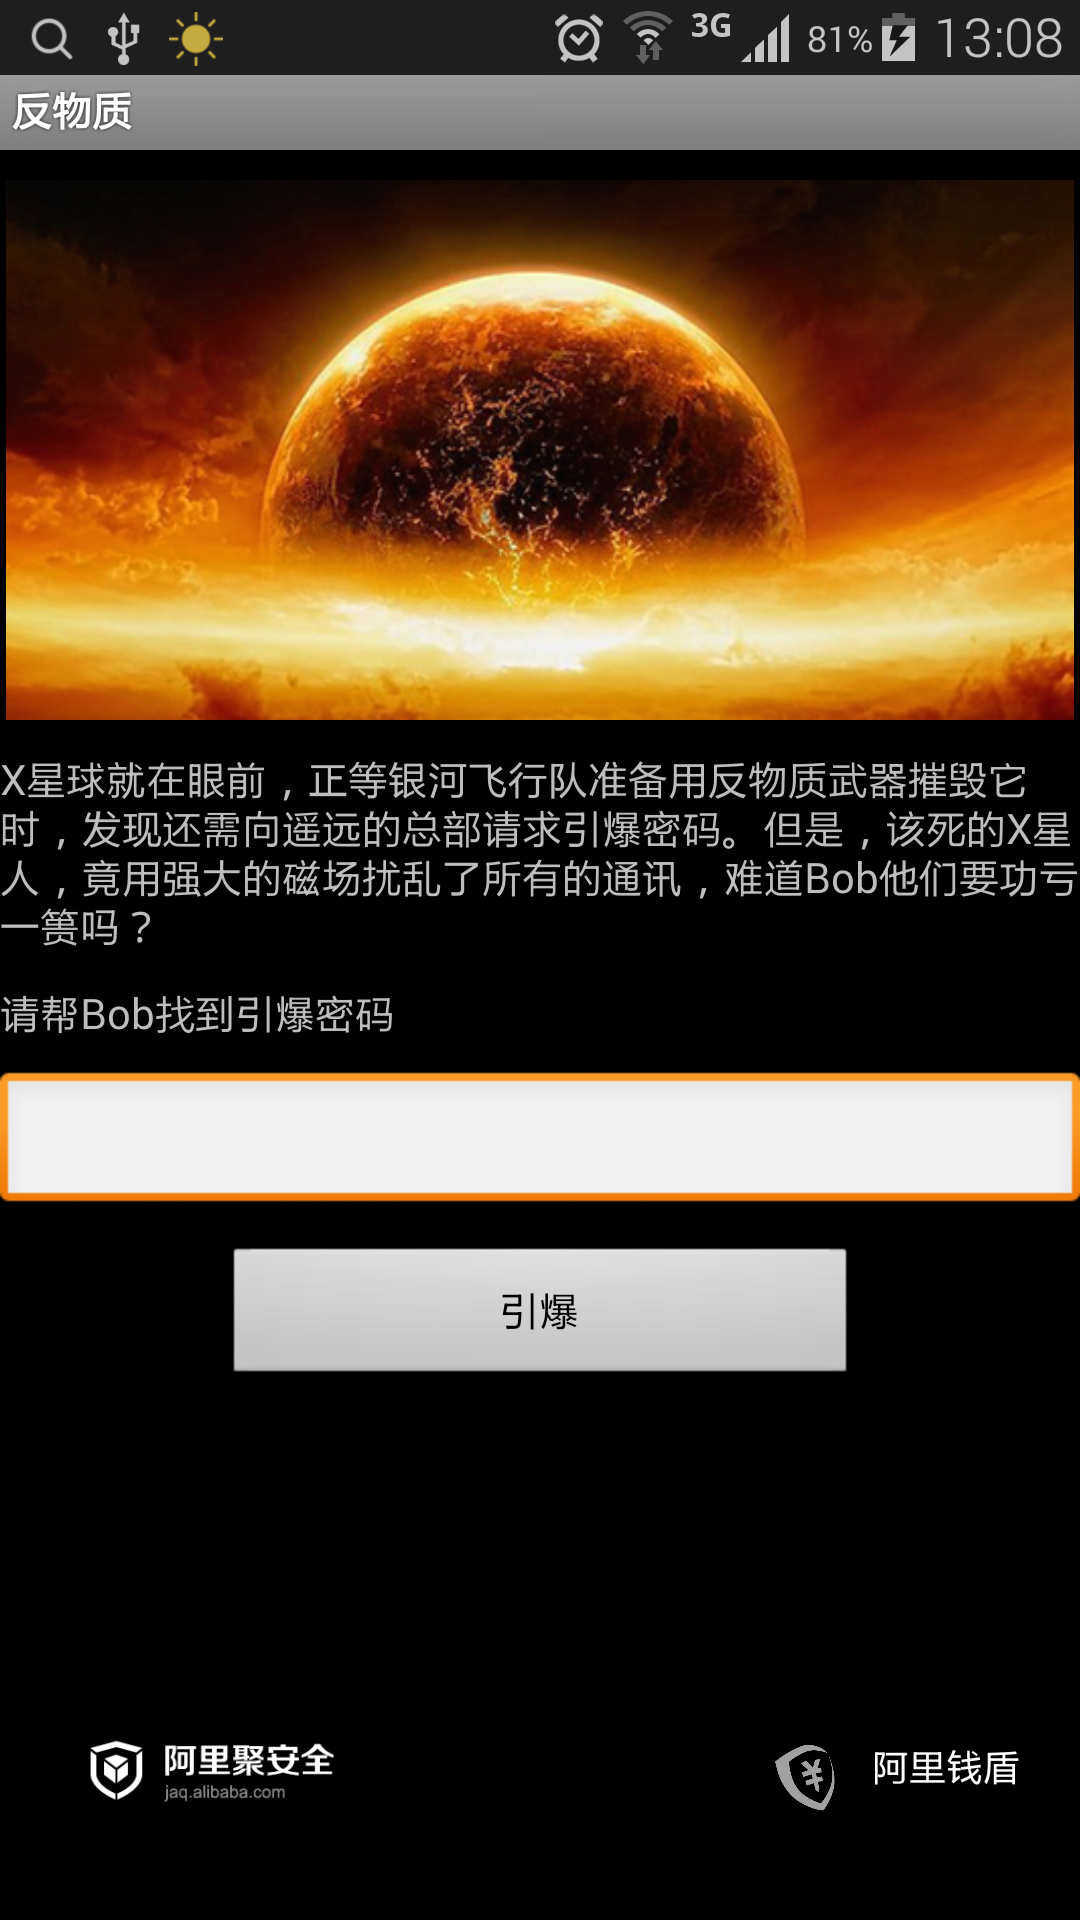 3G 81% 13:08
反物质
X星球就在眼前，正等银河飞行队准备用反物质武器摧毁它
时，发现还需向遥远的总部请求引爆密码。但是，该死的X星
人，竟用强大的磁场扰乱了所有的通讯，难道Bob他们要功亏
一篑吗？
请帮Bob找到引爆密码
引爆
阿里聚安全
jaq.alibaba.com
阿里钱盾